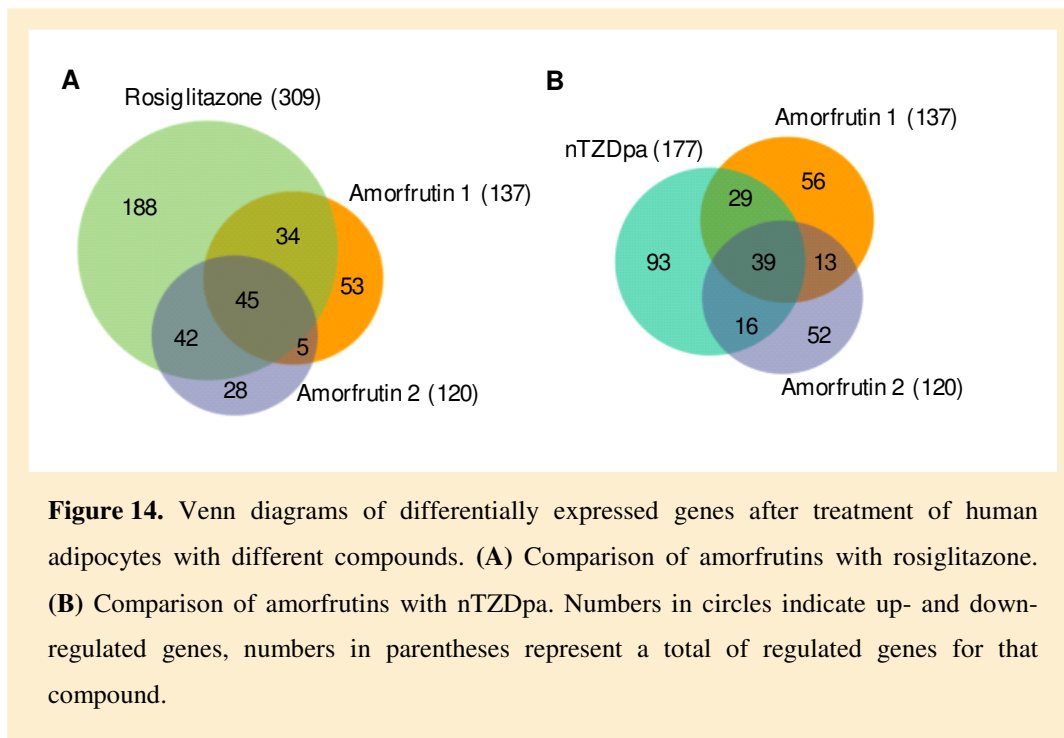 A
Rosiglitazone (309)
188
Amorfrutin 1 (137)
34
53
45
42
5
28
Amorfrutin 2 (120)
B
Amorfrutin 1 (137)
nTZDpa (177)
56
29
93
39
13
16
52
Amorfrutin 2 (120)
Figure 14. Venn diagrams of differentially expressed genes after treatment of human
adipocytes with different compounds. (A) Comparison of amorfrutins with rosiglitazone.
(B) Comparison of amorfrutins with nTZDpa. Numbers in circles indicate up- and down-
regulated genes, numbers in parentheses represent a total of regulated genes for that
compound.